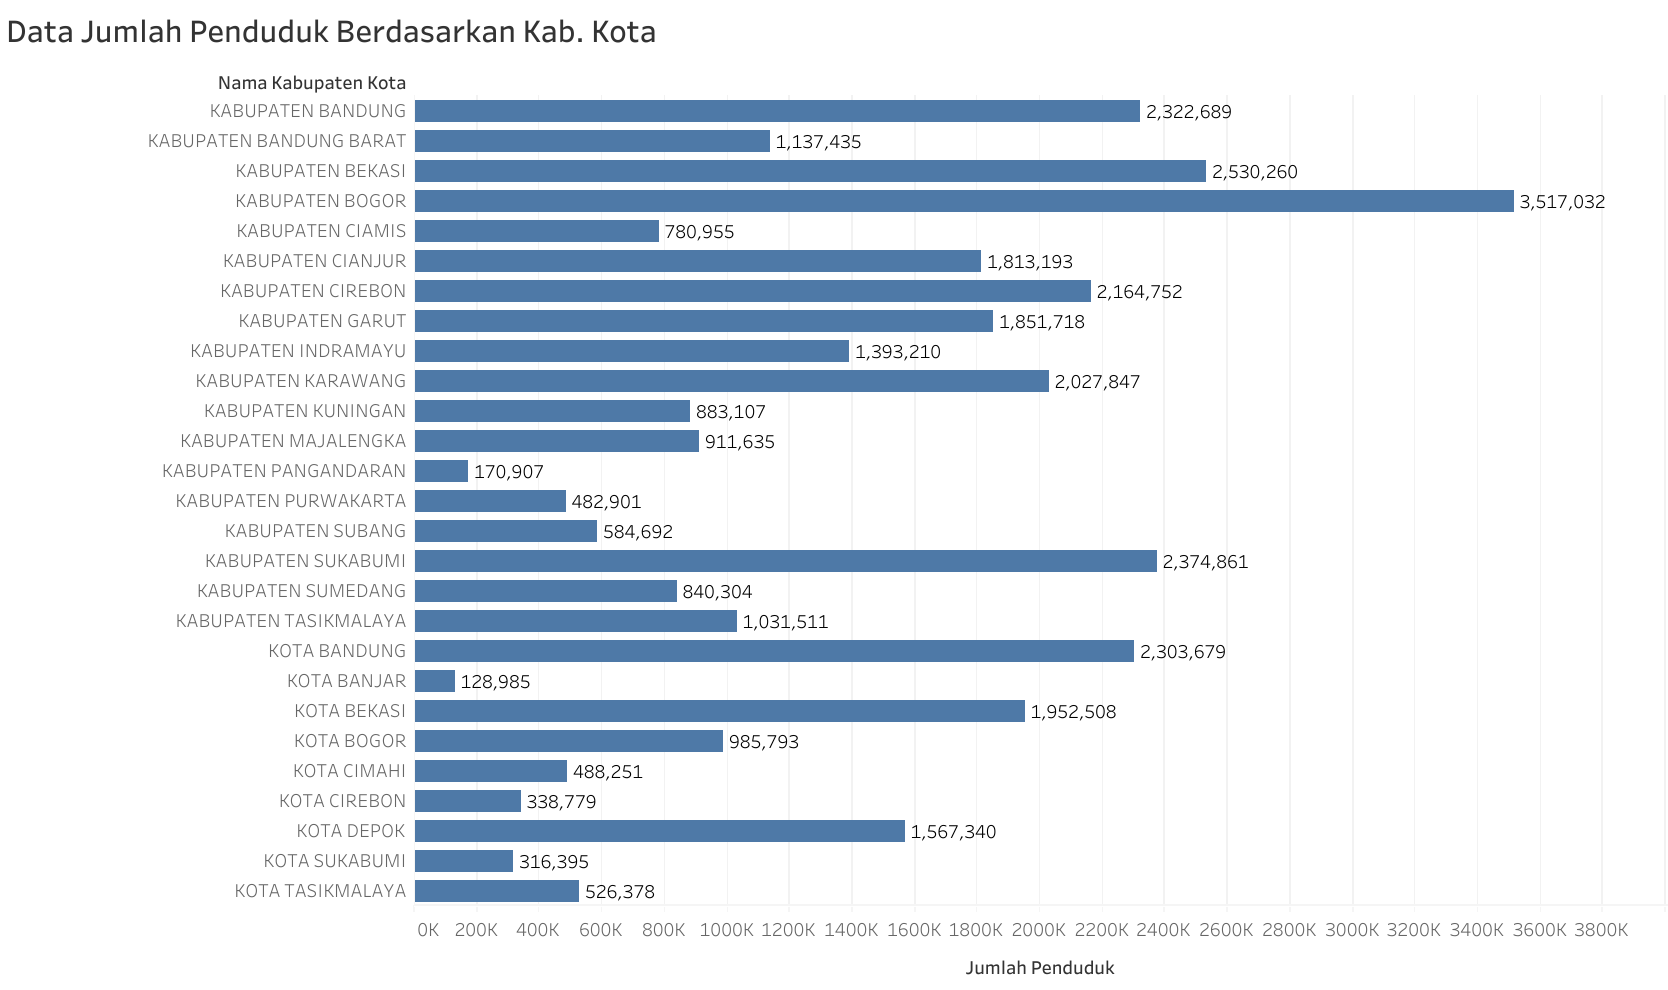 Data Jumlah Penduduk Berdasarkan Kab. Kota
Nama Kabupaten Kota
KABUPATEN BANDUNG 2,322,689
KABUPATEN BANDUNG BARAT 1,137,435
KABUPATEN BEKASI 2,530,260
KABUPATEN BOGOR 3,517,032
KABUPATEN CIAMIS 780,955
KABUPATEN CIANJUR 1,813,193
KABUPATEN CIREBON 2,164,752
KABUPATEN GARUT 1,851,718
KABUPATEN INDRAMAYU 1,393,210
KABUPATEN KARAWANG 2,027,847
KABUPATEN KUNINGAN 883,107
KABUPATEN MAJALENGKA 911,635
KABUPATEN PANGANDARAN 170,907
KABUPATEN PURWAKARTA 482,901
KABUPATEN SUBANG 584,692
KABUPATEN SUKABUMI 2,374,861
KABUPATEN SUMEDANG 840,304
KABUPATEN TASIKMALAYA 1,031,511
KOTA BANDUNG 2,303,679
KOTA BANJAR 128,985
KOTA BEKASI 1,952,508
KOTA BOGOR 985,793
KOTA CIMAHI 488,251
KOTA CIREBON 338,779
KOTA DEPOK 1,567,340
KOTA SUKABUMI 316,395
KOTA TASIKMALAYA 526,378
0K 200K 400K 600K 800K 1000K 1200K 1400K 1600K 1800K 2000K 2200K 2400K 2600K 2800K 3000K 3200K 3400K 3600K 3800K
Jumlah Penduduk